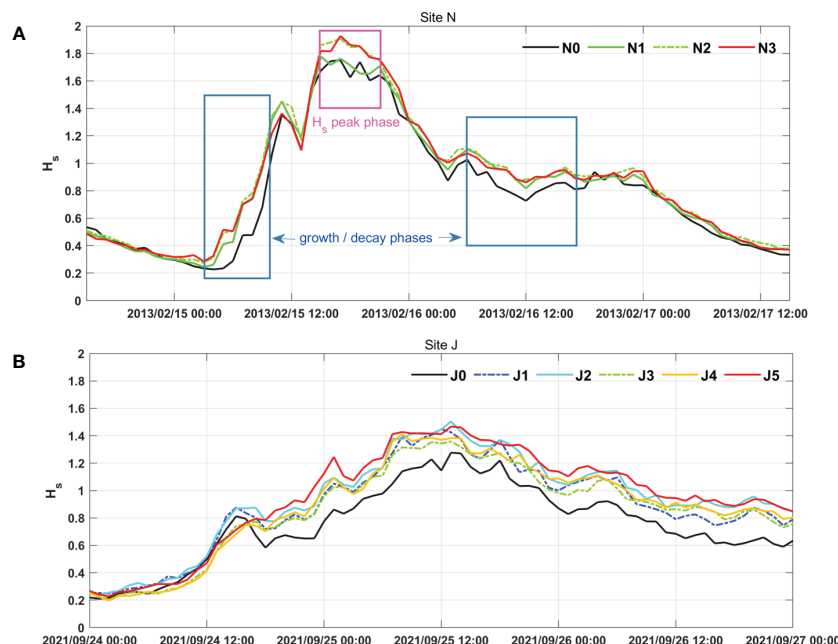 Site N
A
N0 N1 N2 N3
2
1.8
1.6
1.4
1.2
1
0.8
0.6
0.4
0.2
0
Hs
Hs peak phase
growth / decay phases
2013/02/15 00:00 2013/02/15 12:00 2013/02/16 00:00 2013/02/16 12:00 2013/02/17 00:00 2013/02/17 12:00
B
Site J
J0 J1 J2 J3 J4 J5
2
1.8
1.6
1.4
1.2
1
0.8
0.6
0.4
0.2
0
Hs
2021/09/24 00:00 2021/09/24 12:00 2021/09/25 00:00 2021/09/25 12:00 2021/09/26 00:00 2021/09/26 12:00 2021/09/27 00:00